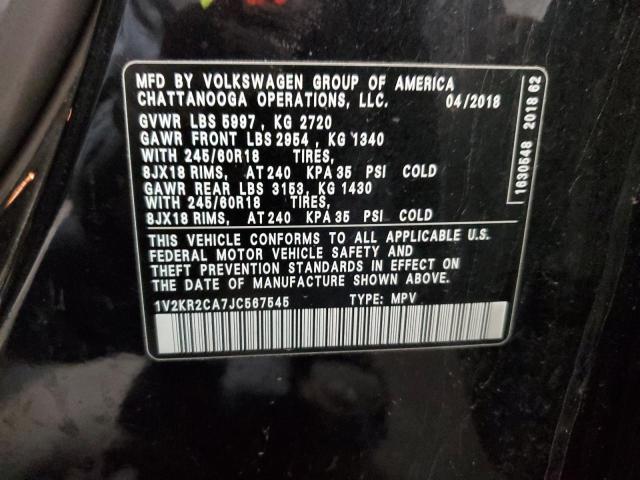 MFD BY VOLKSWAGEN GROUP OF AMERICA
CHATTANOOGA OPERATIONS, LLC. 04/2018
GVWR LBS 5997 , KG 2720
GAWR FRONT LBS 2954 , KG 1340
WITH 245/60R18 TIRES,
8JX18 RIMS, AT 240 KPA 35 PSI COLD
GAWR REAR LBS 3153, KG 1430
WITH 245/60R18 TIRES,
8JX18 RIMS, AT 240 KPA 35 PSI COLD
THIS VEHICLE CONFORMS TO ALL APPLICABLE U.S.
FEDERAL MOTOR VEHICLE SAFETY AND
THEFT PREVENTION STANDARDS IN EFFECT ON
THE DATE OF MANUFACTURE SHOWN ABOVE.
1V2KR2CA7JC567545 TYPE: MPV
1630548 2018 62